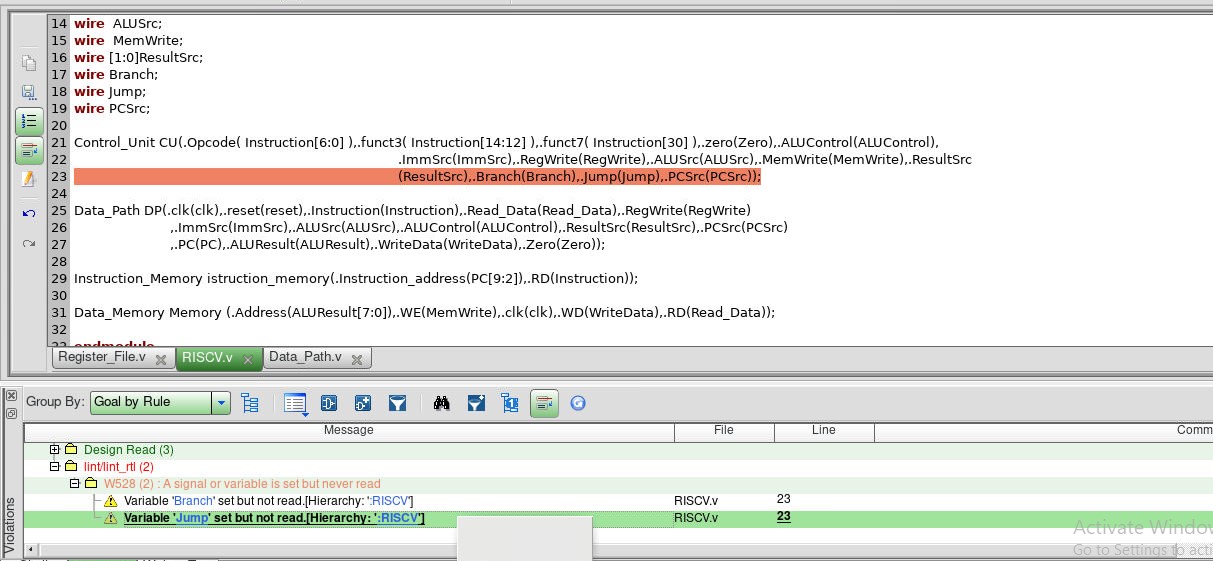 14 wire ALUSrc;
15 wire MemWrite;
16 wire [1:0]ResultSrc;
17 wire Branch;
18 wire Jump;
19 wire PCSrc;
20
21 Control_Unit CU(.Opcode( Instruction[6:0] ),.funct3( Instruction[14:12] ),.funct7( Instruction[30] ),.zero(Zero),.ALUControl(ALUControl),
22 .ImmSrc(ImmSrc),.RegWrite(RegWrite),.ALUSrc(ALUSrc),.MemWrite(MemWrite),.ResultSrc
23 (ResultSrc),.Branch(Branch),.Jump(Jump),.PCSrc(PCSrc));
24
25 Data_Path DP(.clk(clk),.reset(reset),.Instruction(Instruction),.Read_Data(Read_Data),.RegWrite(RegWrite)
26 ,.ImmSrc(ImmSrc),.ALUSrc(ALUSrc),.ALUControl(ALUControl),.ResultSrc(ResultSrc),.PCSrc(PCSrc)
27 ,.PC(PC),.ALUResult(ALUResult),.WriteData(WriteData),.Zero(Zero));
28
29 Instruction_Memory istruction_memory(.Instruction_address(PC[9:2]),.RD(Instruction));
30
31 Data_Memory Memory (.Address(ALUResult[7:0]),.WE(MemWrite),.clk(clk),.WD(WriteData),.RD(Read_Data));
32
33 endmodule
Register_File.v RISCV.v Data_Path.v
Group By: Goal by Rule
Message File Line Comm
Design Read (3)
lint/lint_rtl (2)
W528 (2) : A signal or variable is set but never read
Variable 'Branch' set but not read.[Hierarchy: ':RISCV'] RISCV.v 23
Variable 'Jump' set but not read.[Hierarchy: ':RISCV'] RISCV.v 23
Violations
Activate Window
Go to Settings to acti